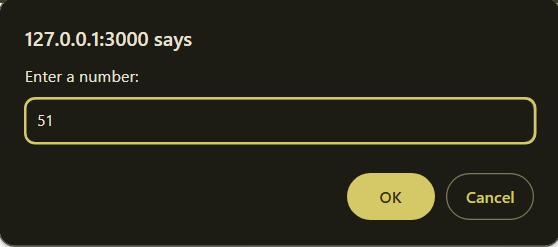 127.0.0.1:3000 says
Enter a number:
51
OK
Cancel